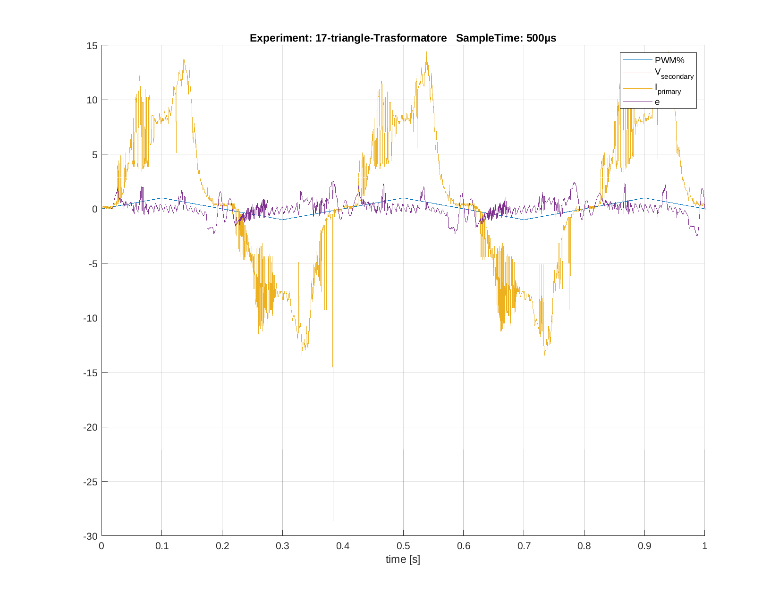 Experiment: 17-triangle-Trasformatore SampleTime: 500µs
15
10
5
0
-5
-10
-15
-20
-25
-30
0 0.1 0.2 0.3 0.4 0.5 0.6 0.7 0.8 0.9 1
time [s]
PWM%
V_secondary
I_primary
e